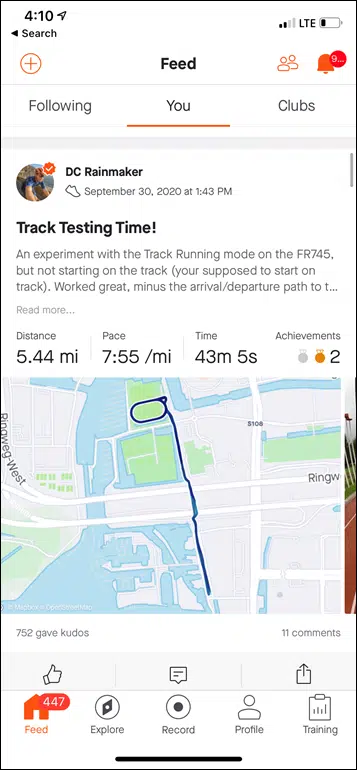 4:10
LTE
Search
Feed
9...
Following
You
Clubs
DC Rainmaker
September 30, 2020 at 1:43 PM
Track Testing Time!
An experiment with the Track Running mode on the FR745,
but not starting on the track (your supposed to start on
track). Worked great, minus the arrival/departure path to t...
Read more...
Distance
Pace
Time
Achievements
5.44 mi
7:55 /mi
43m 5s
2
Ringweg-West
S108
Ringw
© Mapbox © OpenStreetMap
752 gave kudos
11 comments
447
Feed
Explore
Record
Profile
Training